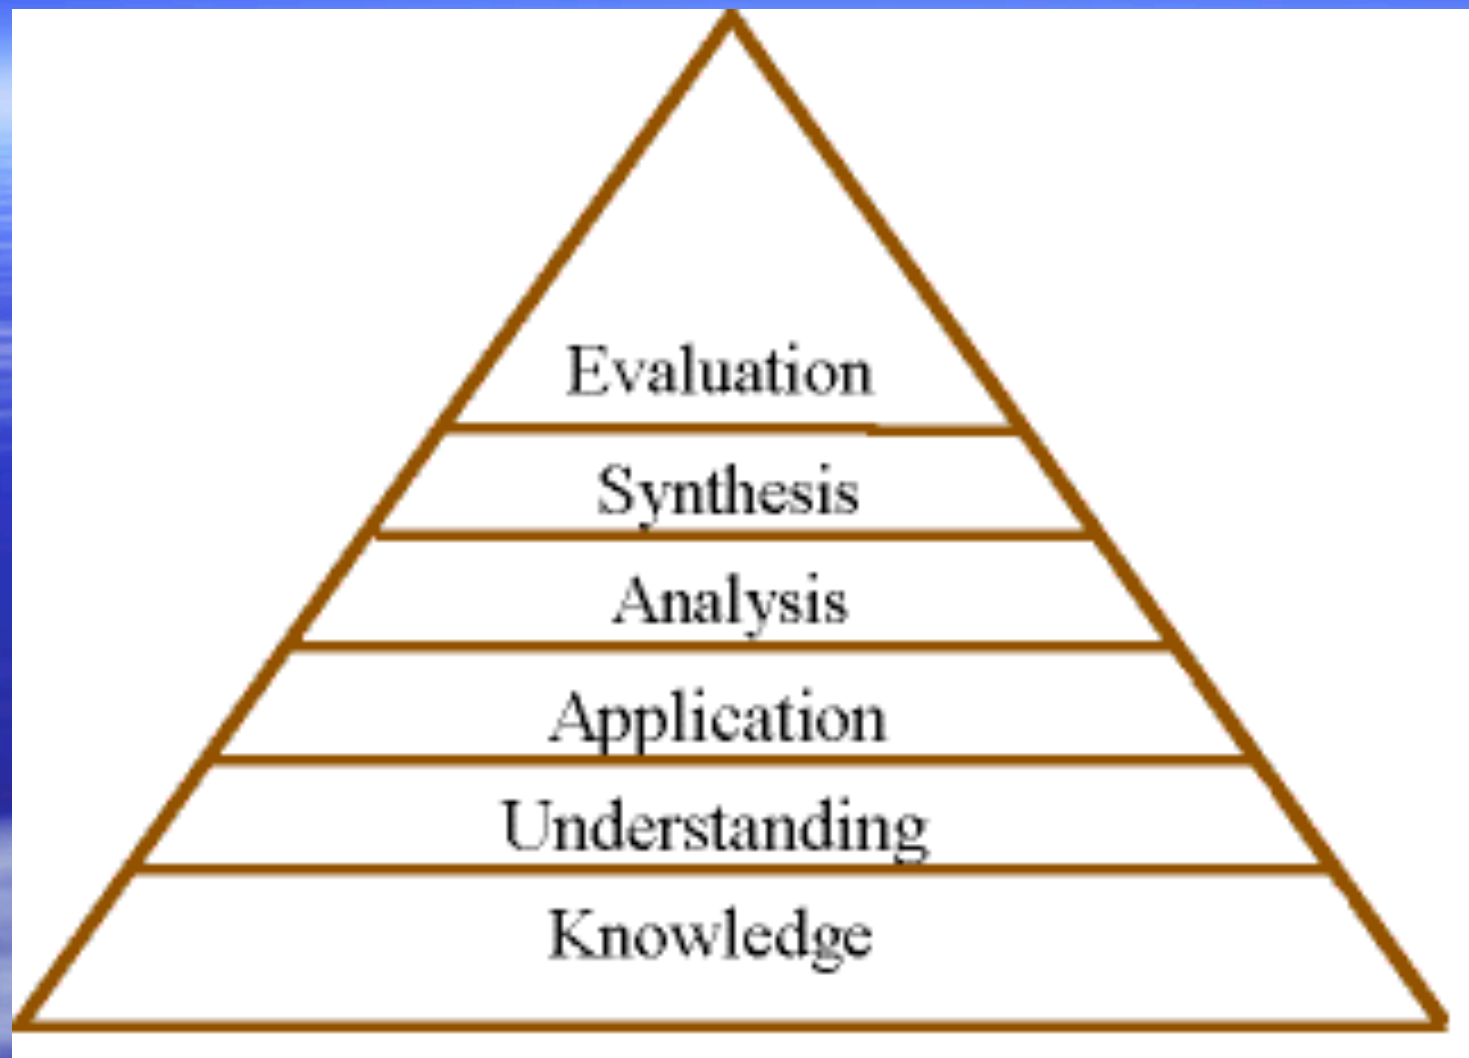 Evaluation
Synthesis
Analysis
Application
Understanding
Knowledge